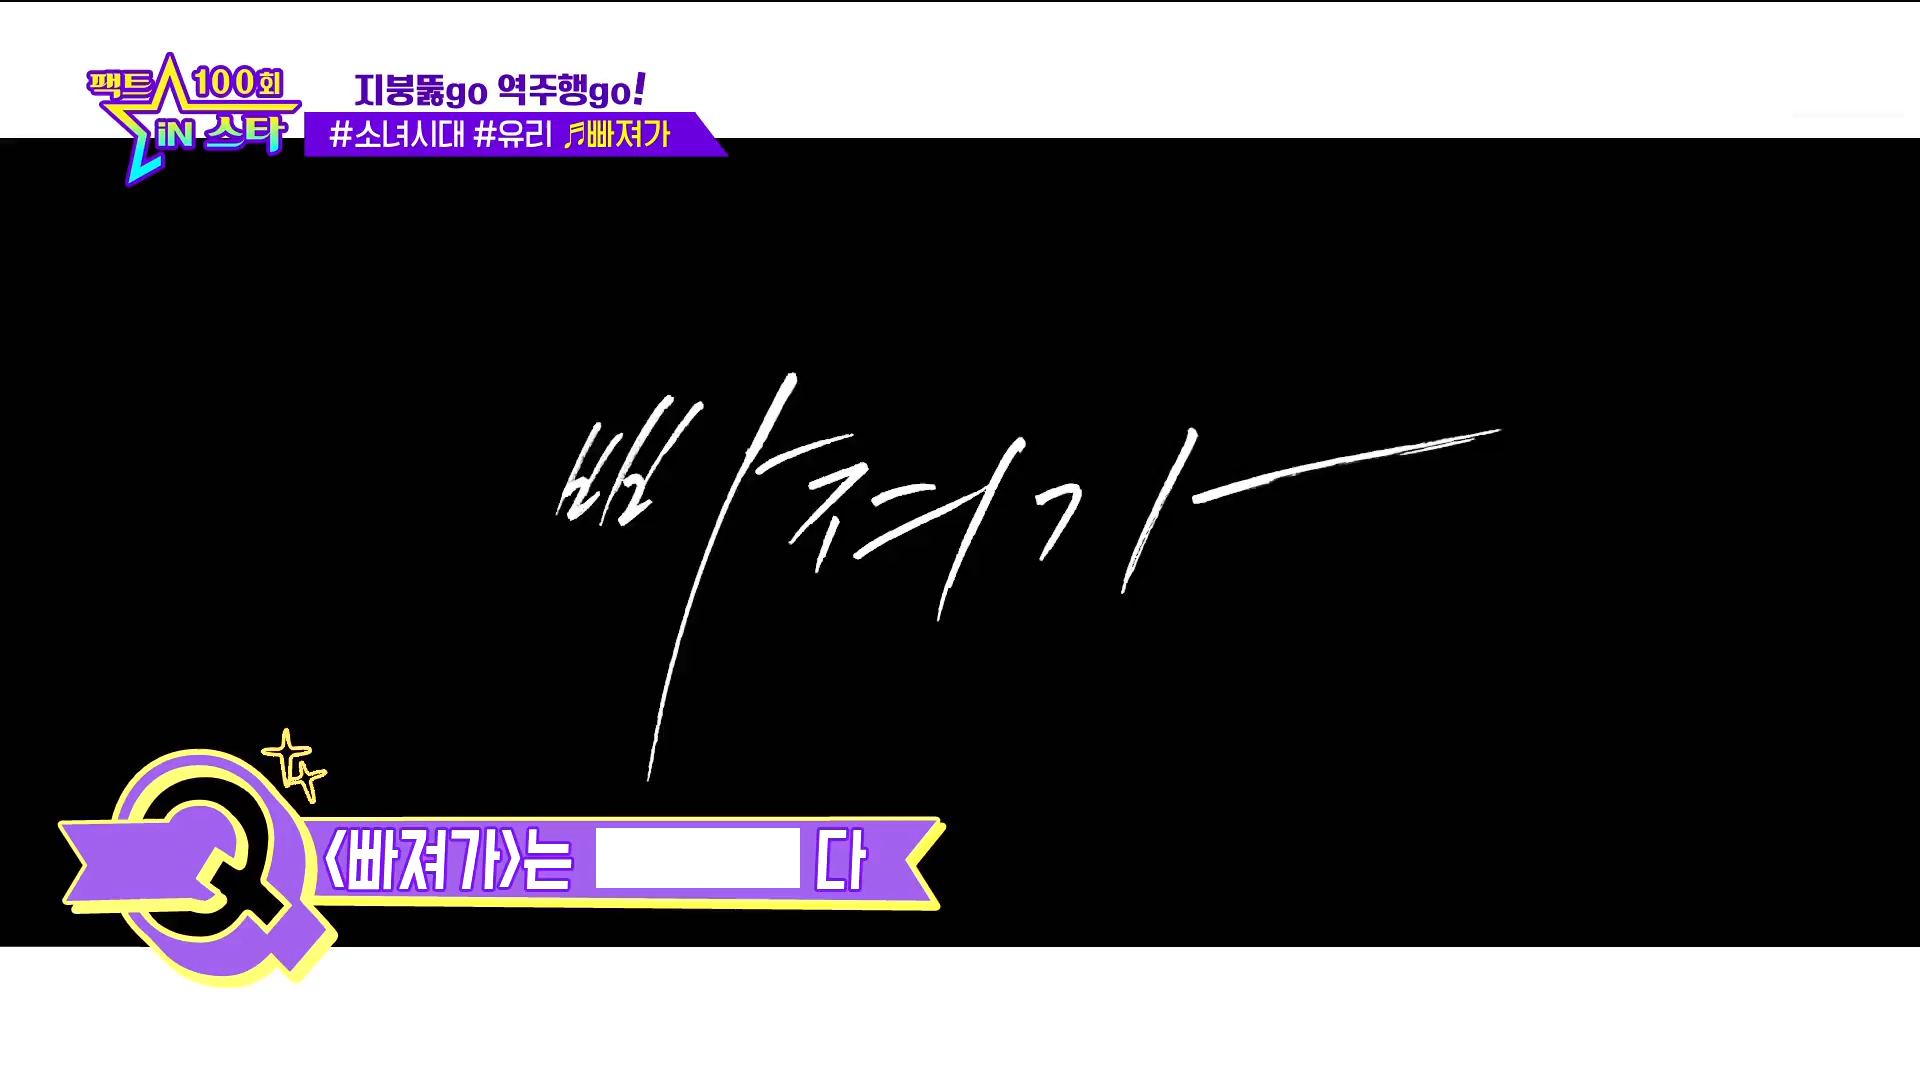 팩트 100회
iN 스타
지붕뚫go 역주행go!
#소녀시대 #유리 ♬빠져가
빠져가
Q <빠져가>는 다